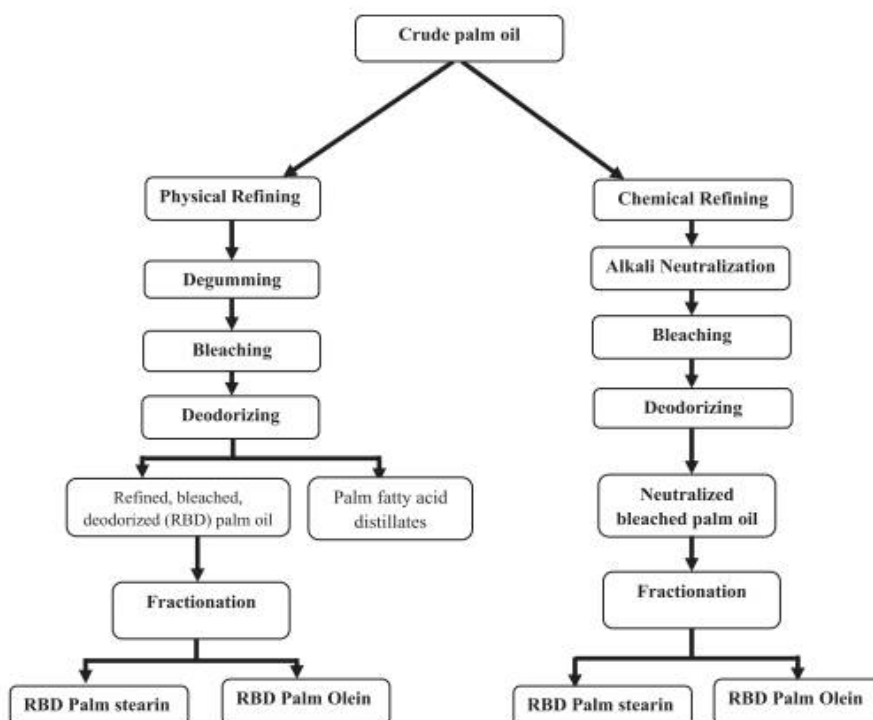 Crude palm oil
Physical Refining
Chemical Refining
Degumming
Alkali Neutralization
Bleaching
Bleaching
Deodorizing
Deodorizing
Refined, bleached,
deodorized (RBD) palm oil
Palm fatty acid
distillates
Neutralized
bleached palm oil
Fractionation
Fractionation
RBD Palm stearin
RBD Palm Olein
RBD Palm stearin
RBD Palm Olein